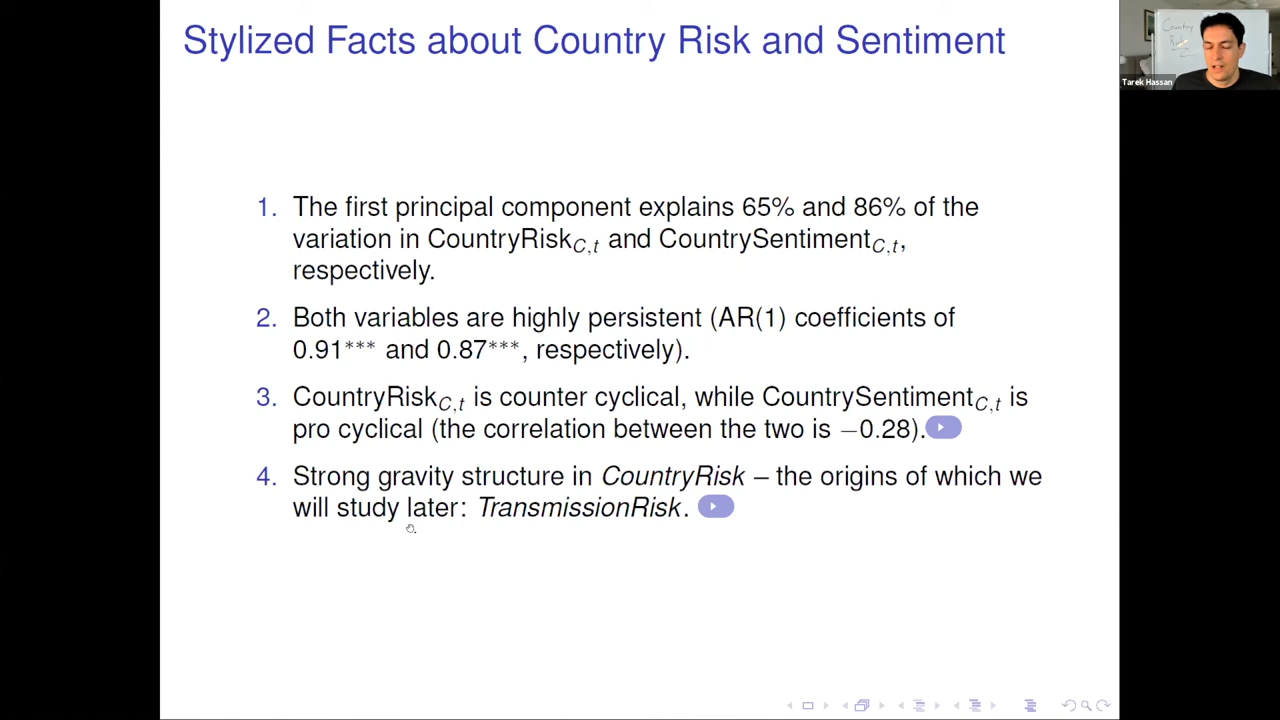 Stylized Facts about Country Risk and Sentiment
Tarek Hassan
Country
Risk
1. The first principal component explains 65% and 86% of the
variation in CountryRisk_{C,t} and CountrySentiment_{C,t},
respectively.
2. Both variables are highly persistent (AR(1) coefficients of
0.91*** and 0.87***, respectively).
3. CountryRisk_{C,t} is counter cyclical, while CountrySentiment_{C,t} is
pro cyclical (the correlation between the two is −0.28).
4. Strong gravity structure in CountryRisk – the origins of which we
will study later: TransmissionRisk.